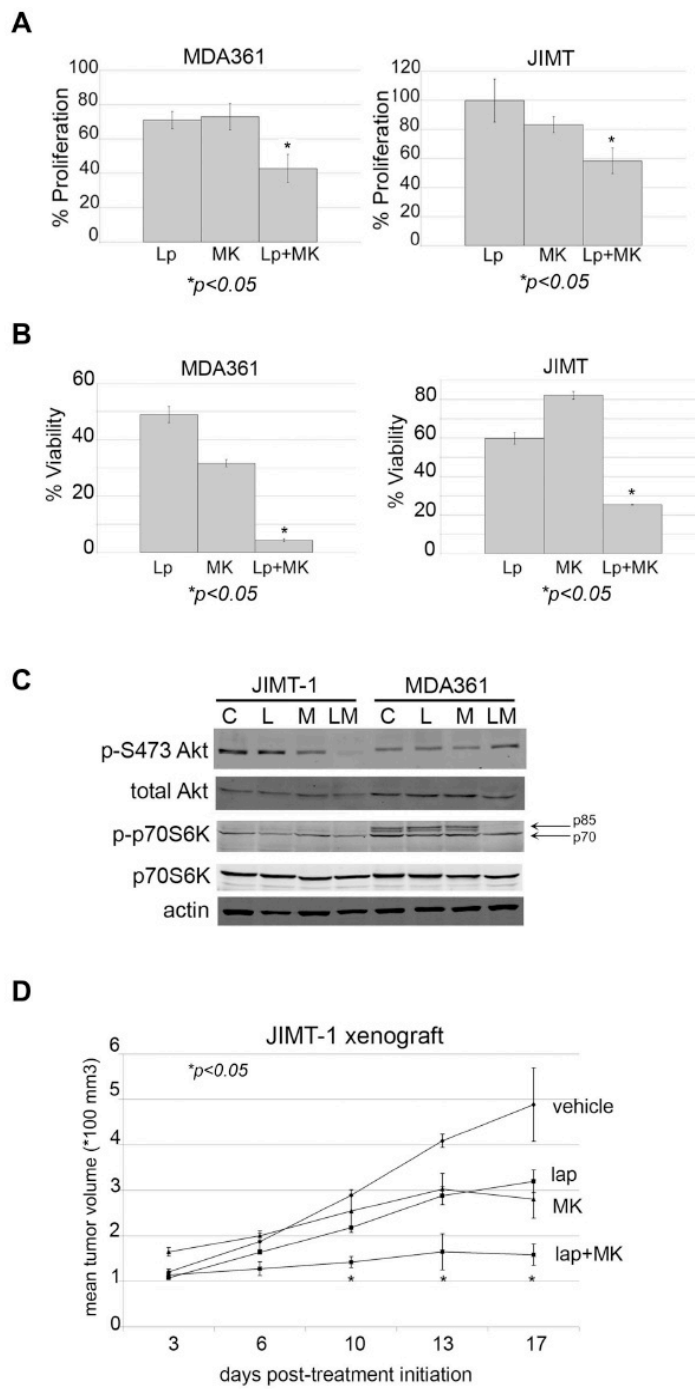 A
MDA361
% Proliferation
100
80
60
40
20
0
*
Lp MK Lp+MK
*p<0.05
JIMT
% Proliferation
120
100
80
60
40
20
0
*
Lp MK Lp+MK
*p<0.05
B
MDA361
% Viability
60
40
20
0
*
Lp MK Lp+MK
*p<0.05
JIMT
% Viability
80
60
40
20
0
*
Lp MK Lp+MK
*p<0.05
C
JIMT-1 MDA361
C L M LM C L M LM
p-S473 Akt
total Akt
p-p70S6K
p85
p70
p70S6K
actin
D
JIMT-1 xenograft
*p<0.05
mean tumor volume (*100 mm3)
6
5
4
3
2
1
0
vehicle
lap
MK
lap+MK
* * *
3 6 10 13 17
days post-treatment initiation